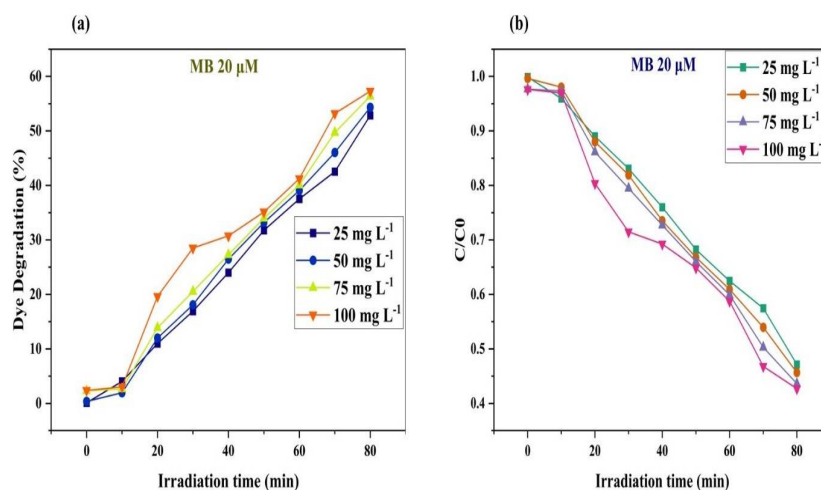 (a)
MB 20 μM
Dye Degradation (%)
60
50
40
30
20
10
0
25 mg L⁻¹
50 mg L⁻¹
75 mg L⁻¹
100 mg L⁻¹
0 20 40 60 80
Irradiation time (min)
(b)
MB 20 μM
C/C0
1.0
0.9
0.8
0.7
0.6
0.5
0.4
25 mg L⁻¹
50 mg L⁻¹
75 mg L⁻¹
100 mg L⁻
0 20 40 60 80
Irradiation time (min)